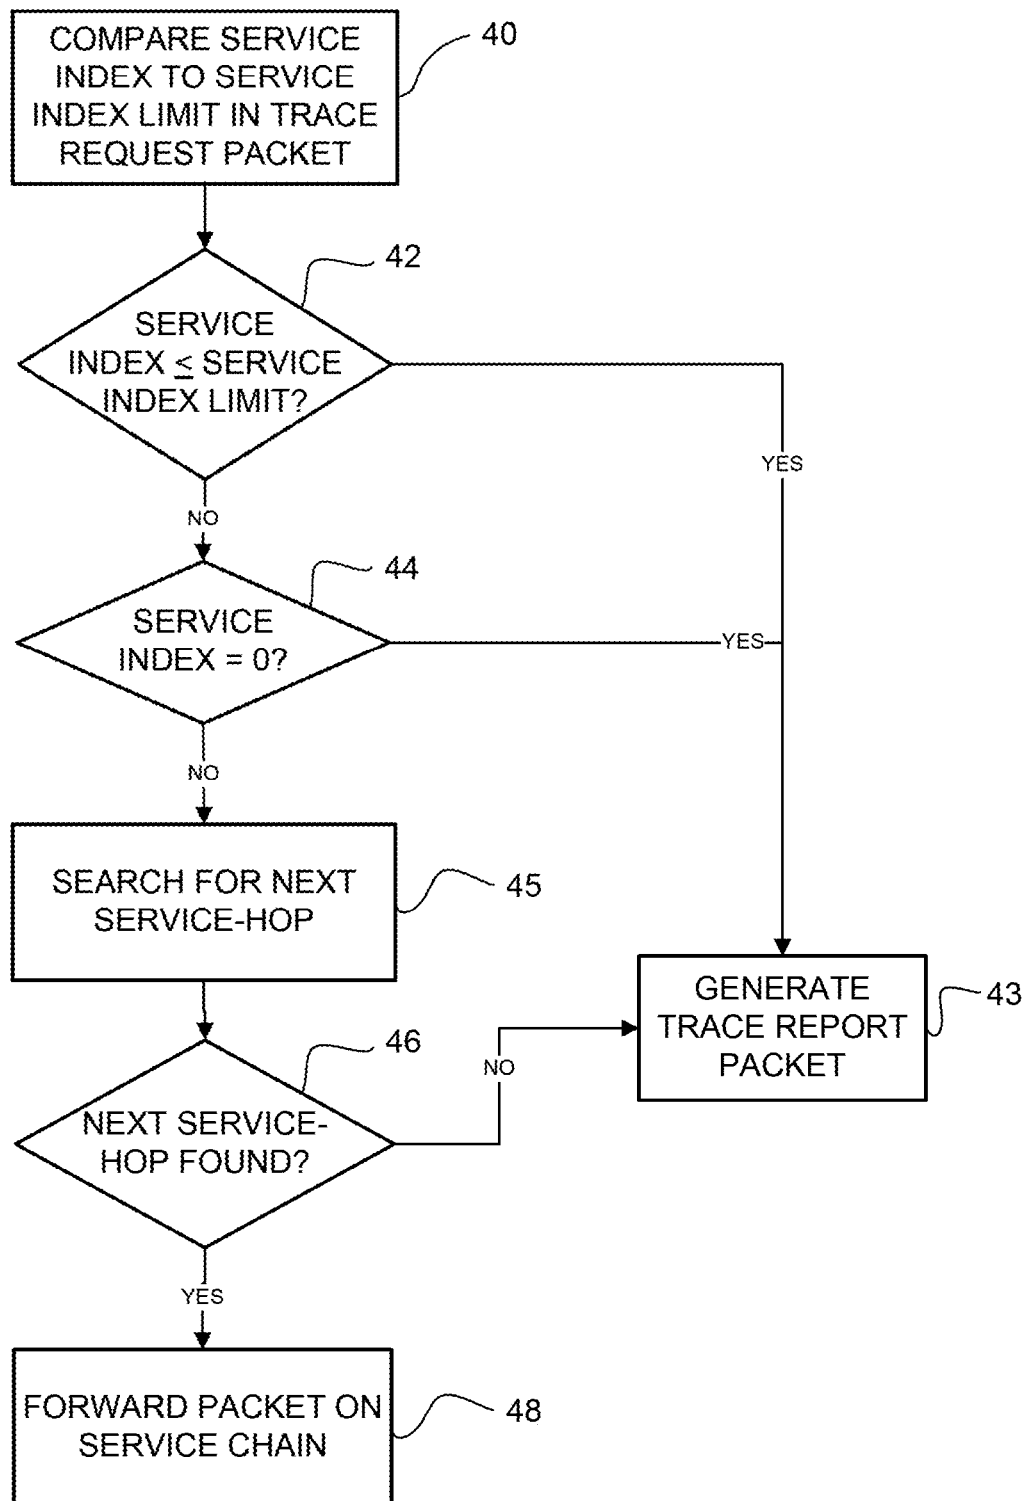 COMPARE SERVICE
INDEX TO SERVICE
INDEX LIMIT IN TRACE
REQUEST PACKET
40
42
SERVICE
INDEX ≤ SERVICE
INDEX LIMIT?
YES
NO
44
SERVICE
INDEX = 0?
YES
NO
SEARCH FOR NEXT
SERVICE-HOP
45
GENERATE
TRACE REPORT
PACKET
43
46
NEXT SERVICE-
HOP FOUND?
NO
YES
FORWARD PACKET ON
SERVICE CHAIN
48